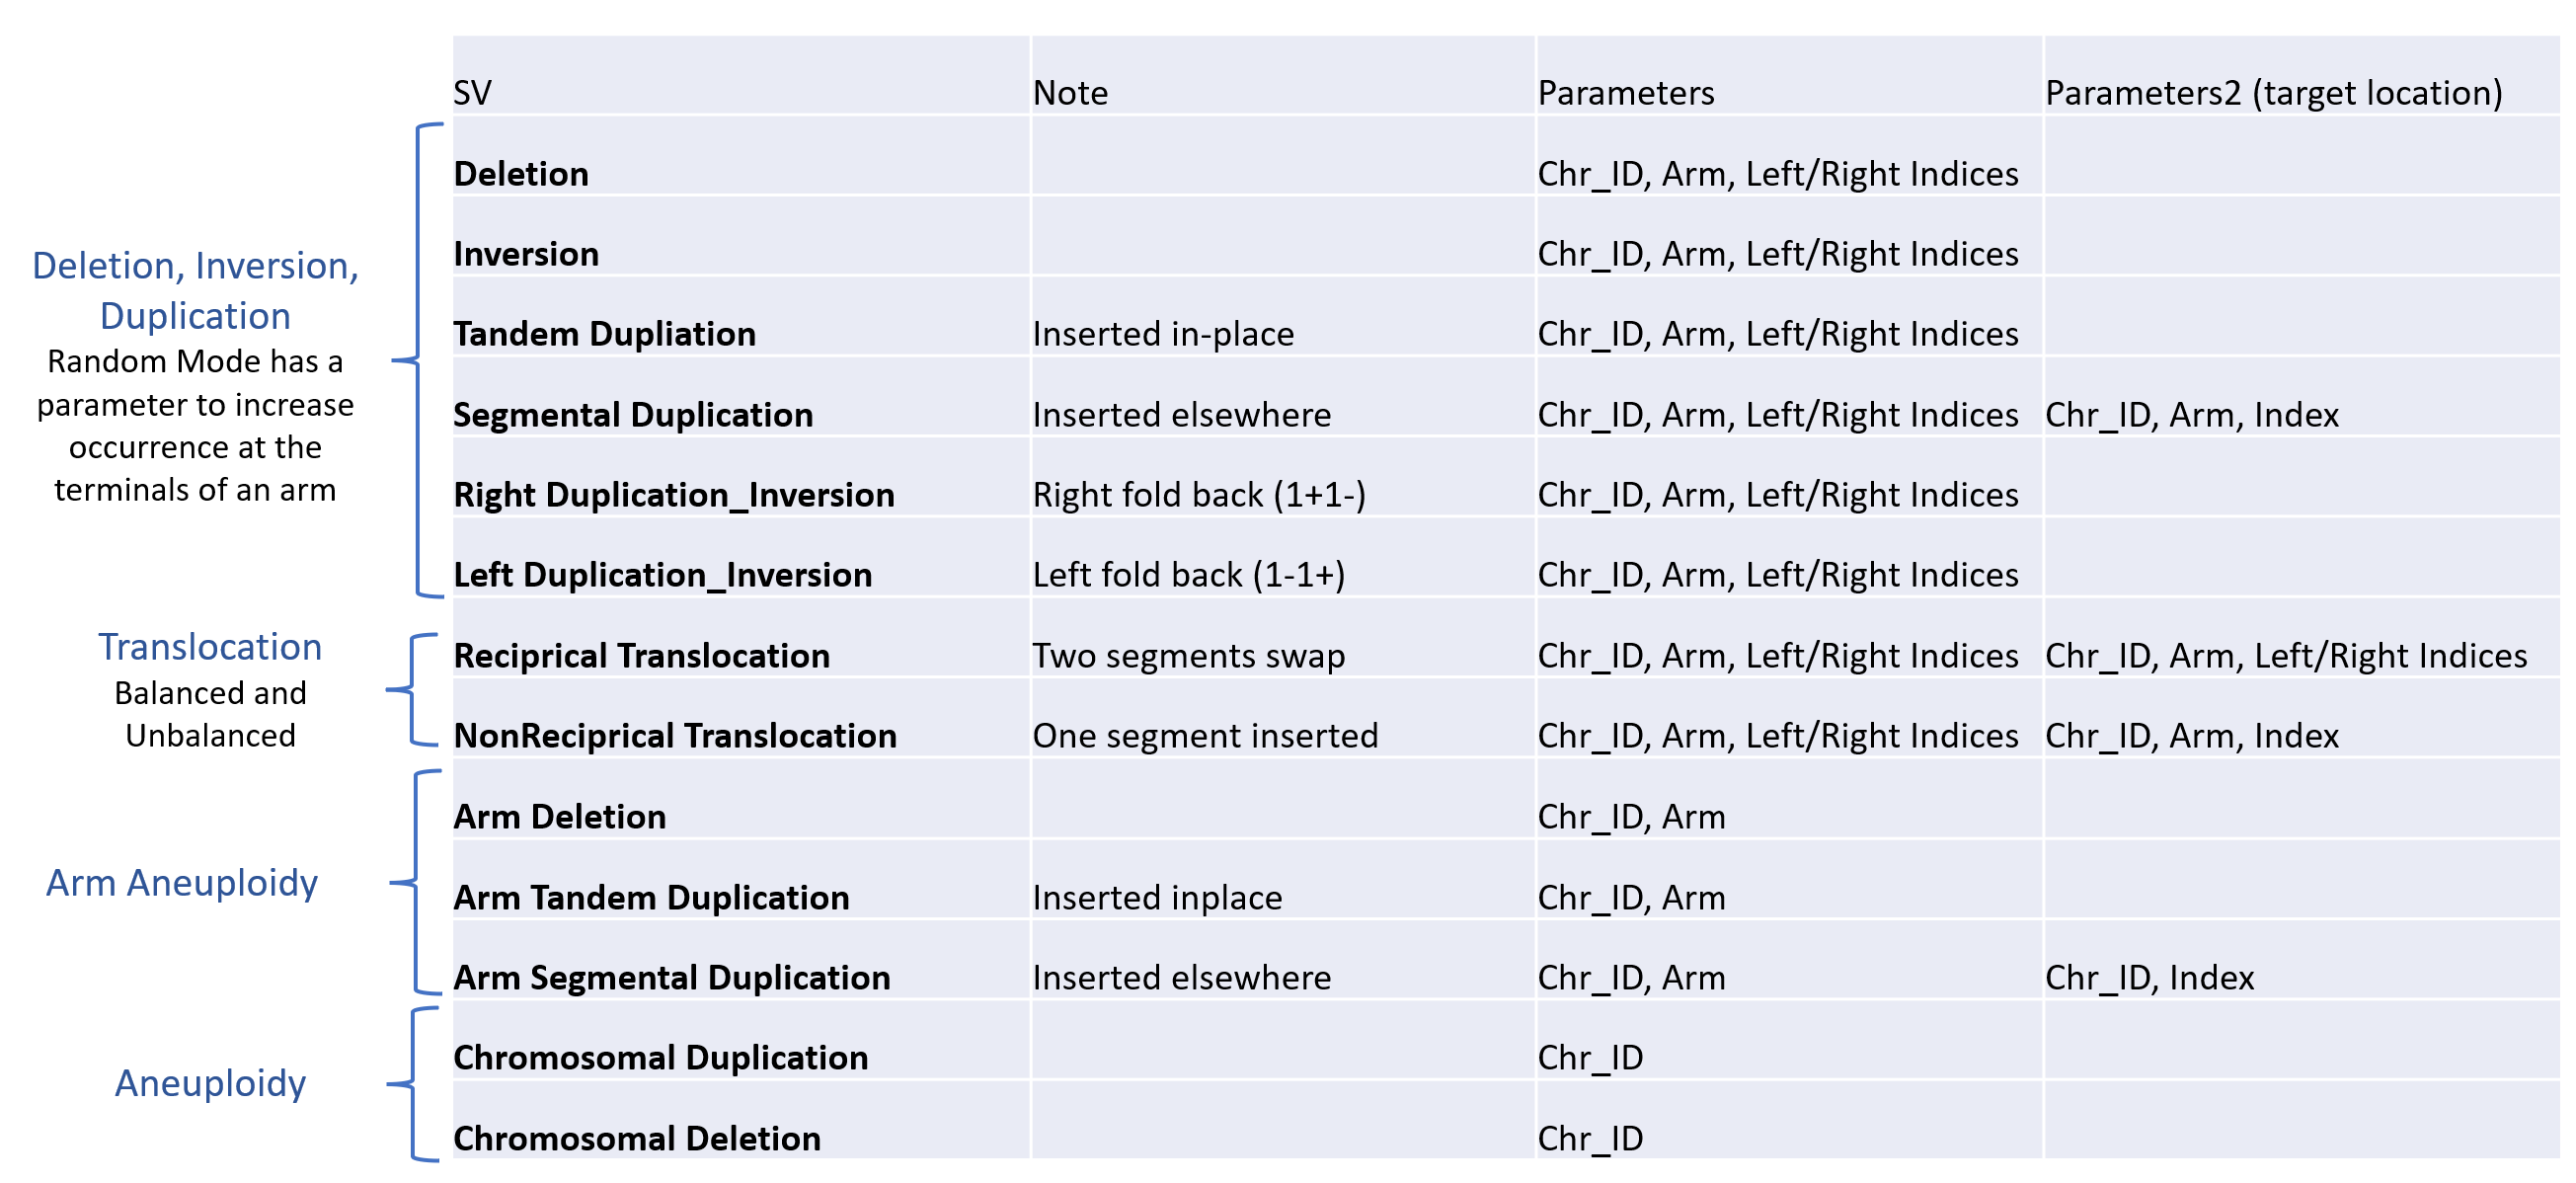 SV Note Parameters Parameters2 (target location)
Deletion Chr_ID, Arm, Left/Right Indices
Inversion Chr_ID, Arm, Left/Right Indices
Tandem Dupliation Inserted in-place Chr_ID, Arm, Left/Right Indices
Segmental Duplication Inserted elsewhere Chr_ID, Arm, Left/Right Indices Chr_ID, Arm, Index
Right Duplication_Inversion Right fold back (1+1-) Chr_ID, Arm, Left/Right Indices
Left Duplication_Inversion Left fold back (1-1+) Chr_ID, Arm, Left/Right Indices
Reciprical Translocation Two segments swap Chr_ID, Arm, Left/Right Indices Chr_ID, Arm, Left/Right Indices
NonReciprical Translocation One segment inserted Chr_ID, Arm, Left/Right Indices Chr_ID, Arm, Index
Arm Deletion Chr_ID, Arm
Arm Tandem Duplication Inserted inplace Chr_ID, Arm
Arm Segmental Duplication Inserted elsewhere Chr_ID, Arm Chr_ID, Index
Chromosomal Duplication Chr_ID
Chromosomal Deletion Chr_ID
Deletion, Inversion,
Duplication
Random Mode has a
parameter to increase
occurrence at the
terminals of an arm
Translocation
Balanced and
Unbalanced
Arm Aneuploidy
Aneuploidy